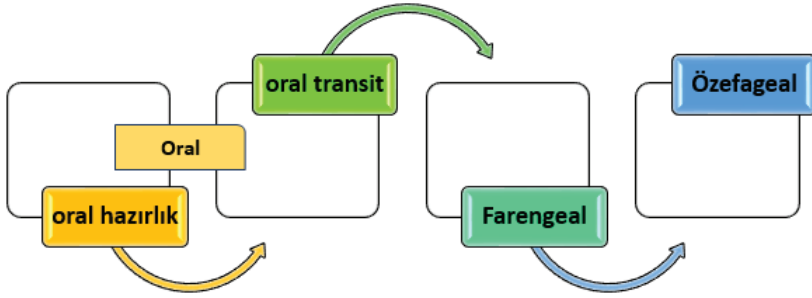 oral hazırlık
Oral
oral transit
Farengeal
Özefageal